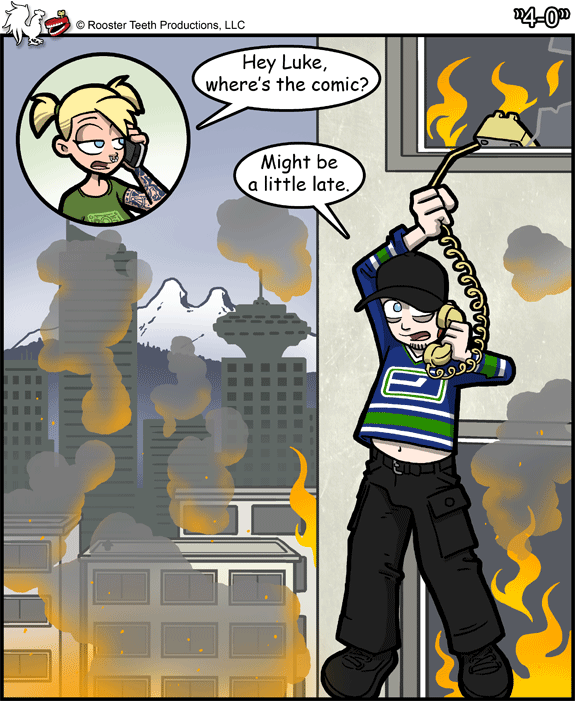 © Rooster Teeth Productions, LLC
"4-0"
Hey Luke,
where's the comic?
Might be
a little late.